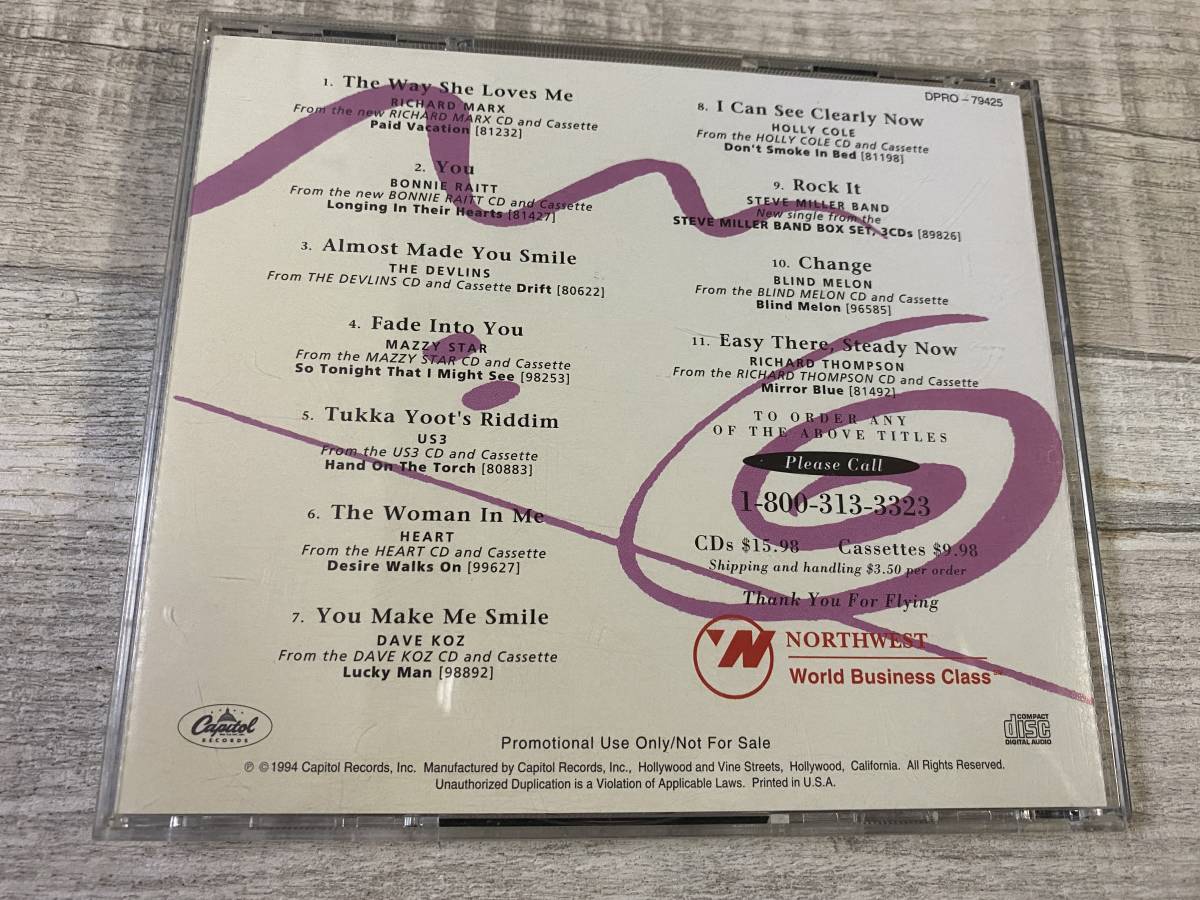 1. The Way She Loves Me
RICHARD MARX
From the new RICHARD MARX CD and Cassette
Paid Vacation [81232]
2. You
BONNIE RAITT
From the new BONNIE RAITT CD and Cassette
Longing In Their Hearts [81427]
3. Almost Made You Smile
THE DEVLINS
From THE DEVLINS CD and Cassette Drift [80622]
4. Fade Into You
MAZZY STAR
From the MAZZY STAR CD and Cassette
So Tonight That I Might See [98253]
5. Tukka Yoot's Riddim
US3
From the US3 CD and Cassette
Hand On The Torch [80883]
6. The Woman In Me
HEART
From the HEART CD and Cassette
Desire Walks On [99627]
7. You Make Me Smile
DAVE KOZ
From the DAVE KOZ CD and Cassette
Lucky Man [98892]
DPRO-79425
8. I Can See Clearly Now
HOLLY COLE
From the HOLLY COLE CD and Cassette
Don't Smoke In Bed [81198]
9. Rock It
STEVE MILLER BAND
New single from the
STEVE MILLER BAND BOX SET, 3CDs [89826]
10. Change
BLIND MELON
From the BLIND MELON CD and Cassette
Blind Melon [96585]
11. Easy There, Steady Now
RICHARD THOMPSON
From the RICHARD THOMPSON CD and Cassette
Mirror Blue [81492]
TO ORDER ANY
OF THE ABOVE TITLES
Please Call
1-800-313-3323
CDs $15.98 Cassettes $9.98
Shipping and handling $3.50 per order
Thank You For Flying
NORTHWEST
World Business Class℠
Capitol
RECORDS
COMPACT
disc
DIGITAL AUDIO
Promotional Use Only/Not For Sale
℗ ©1994 Capitol Records, Inc. Manufactured by Capitol Records, Inc., Hollywood and Vine Streets, Hollywood, California. All Rights Reserved.
Unauthorized Duplication is a Violation of Applicable Laws. Printed in U.S.A.